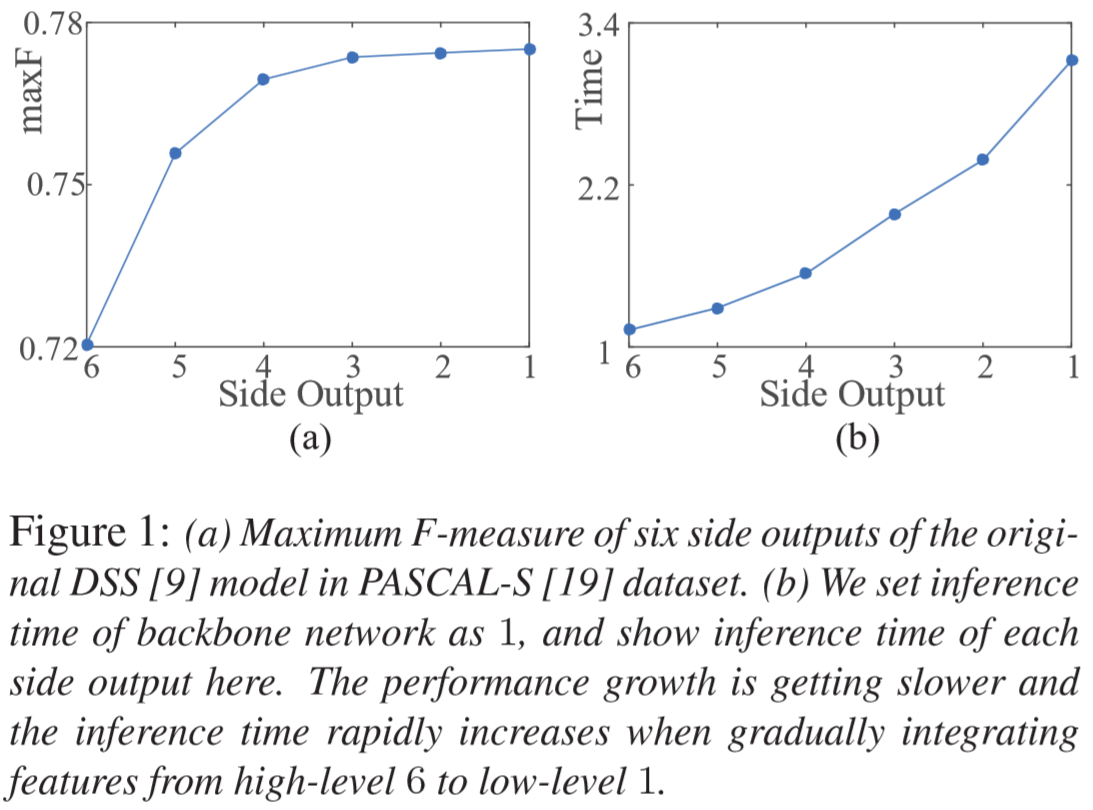 0.78
maxF
0.75
0.72
6 5 4 3 2 1
Side Output
(a)
3.4
Time
2.2
1
6 5 4 3 2 1
Side Output
(b)
Figure 1: (a) Maximum F-measure of six side outputs of the origi-
nal DSS [9] model in PASCAL-S [19] dataset. (b) We set inference
time of backbone network as 1, and show inference time of each
side output here. The performance growth is getting slower and
the inference time rapidly increases when gradually integrating
features from high-level 6 to low-level 1.